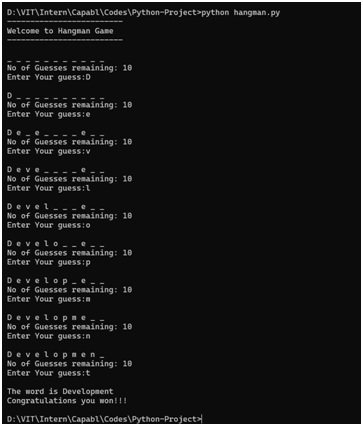 D:\VIT\Intern\Capabl\Codes\Python-Project>python hangman.py
-------------------------
Welcome to Hangman Game
-------------------------
_ _ _ _ _ _ _ _ _ _ _
No of Guesses remaining: 10
Enter Your guess:D
D _ _ _ _ _ _ _ _ _ _
No of Guesses remaining: 10
Enter Your guess:e
D e _ e _ _ _ _ e _ _
No of Guesses remaining: 10
Enter Your guess:v
D e v e _ _ _ _ e _ _
No of Guesses remaining: 10
Enter Your guess:l
D e v e l _ _ _ e _ _
No of Guesses remaining: 10
Enter Your guess:o
D e v e l o _ _ e _ _
No of Guesses remaining: 10
Enter Your guess:p
D e v e l o p _ e _ _
No of Guesses remaining: 10
Enter Your guess:m
D e v e l o p m e _ _
No of Guesses remaining: 10
Enter Your guess:n
D e v e l o p m e n _
No of Guesses remaining: 10
Enter Your guess:t
The word is Development
Congratulations you won!!!
D:\VIT\Intern\Capabl\Codes\Python-Project>